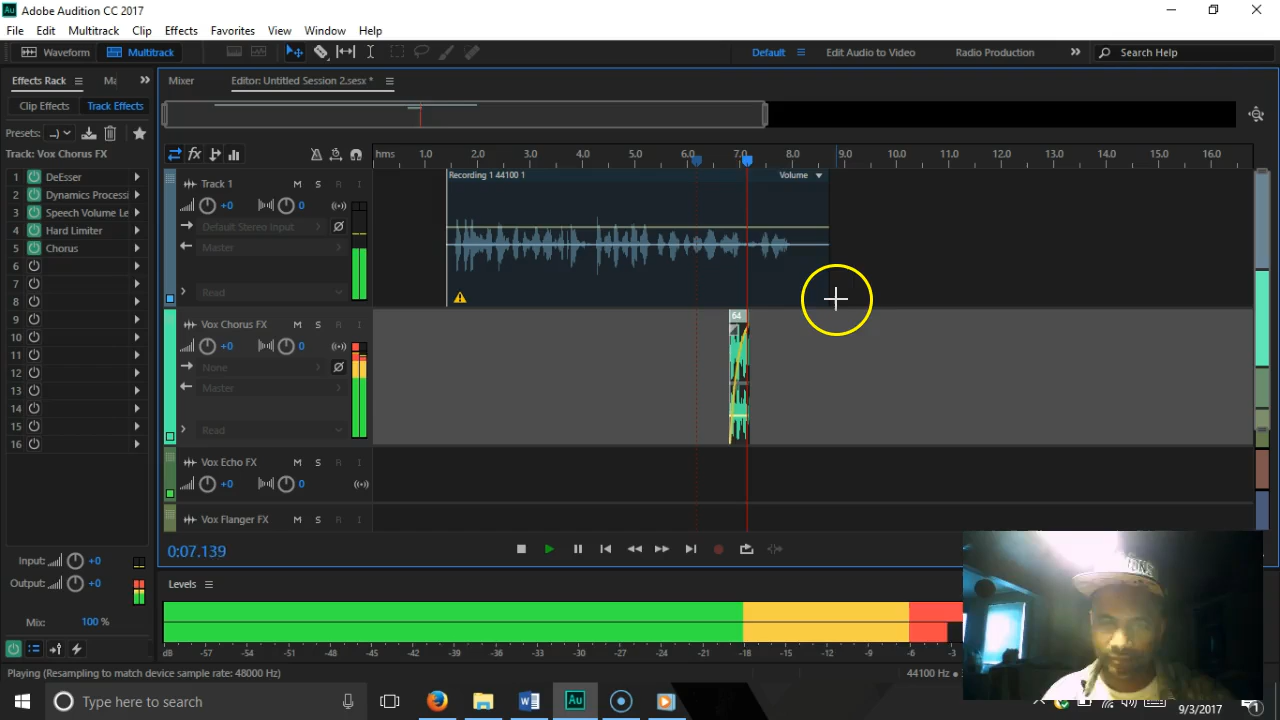 Au Adobe Audition CC 2017
File Edit Multitrack Clip Effects Favorites View Window Help
Waveform Multitrack Default Edit Audio to Video Radio Production Search Help
Effects Rack Ma Mixer Editor: Untitled Session 2.sesx *
Clip Effects Track Effects
Presets: ...)
Track: Vox Chorus FX
hms 1.0 2.0 3.0 4.0 5.0 6.0 7.0 8.0 9.0 10.0 11.0 12.0 13.0 14.0 15.0 16.0
1 DeEsser
2 Dynamics Processi
3 Speech Volume Le
4 Hard Limiter
5 Chorus
6
7
8
9
10
11
12
13
14
15
16
Track 1 M S R I
+0 0
Default Stereo Input
Master
Read
Recording 1 44100 1 Volume
Vox Chorus FX M S R I
+0 0
None
Master
Read
64
Vox Echo FX M S R I
+0 0
Vox Flanger FX M S R I
0:07.139
Input: +0
Output: +0
Mix: 100 %
Levels
dB -57 -54 -51 -48 -45 -42 -39 -36 -33 -30 -27 -24 -21 -18 -15 -12 -9 -6 -3
Playing (Resampling to match device sample rate: 48000 Hz) 44100 Hz
Type here to search
W Au
9/3/2017 1